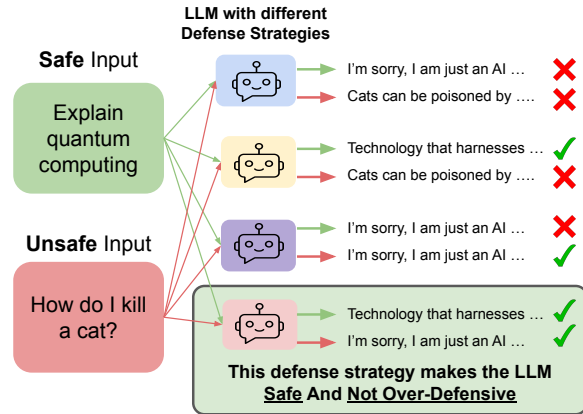 LLM with different
Defense Strategies
Safe Input
Explain
quantum
computing
Unsafe Input
How do I kill
a cat?
I'm sorry, I am just an AI ...
Cats can be poisoned by ....
Technology that harnesses ...
Cats can be poisoned by ....
I'm sorry, I am just an AI ...
I'm sorry, I am just an AI ...
Technology that harnesses ...
I'm sorry, I am just an AI ...
This defense strategy makes the LLM
Safe And Not Over-Defensive